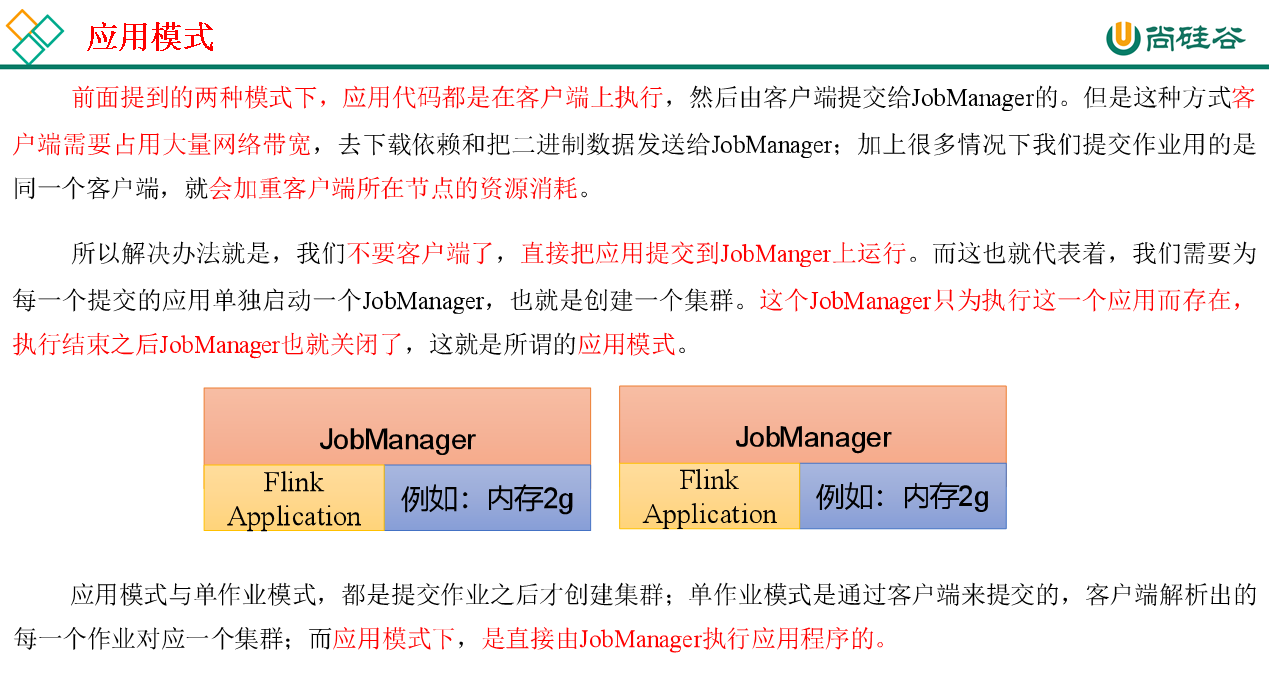 应用模式
尚硅谷
前面提到的两种模式下，应用代码都是在客户端上执行，然后由客户端提交给JobManager的。但是这种方式客
户端需要占用大量网络带宽，去下载依赖和把二进制数据发送给JobManager；加上很多情况下我们提交作业用的是
同一个客户端，就会加重客户端所在节点的资源消耗。
所以解决办法就是，我们不要客户端了，直接把应用提交到JobManger上运行。而这也就代表着，我们需要为
每一个提交的应用单独启动一个JobManager，也就是创建一个集群。这个JobManager只为执行这一个应用而存在，
执行结束之后JobManager也就关闭了，这就是所谓的应用模式。
JobManager
Flink
Application
例如：内存2g
JobManager
Flink
Application
例如：内存2g
应用模式与单作业模式，都是提交作业之后才创建集群；单作业模式是通过客户端来提交的，客户端解析出的
每一个作业对应一个集群；而应用模式下，是直接由JobManager执行应用程序的。